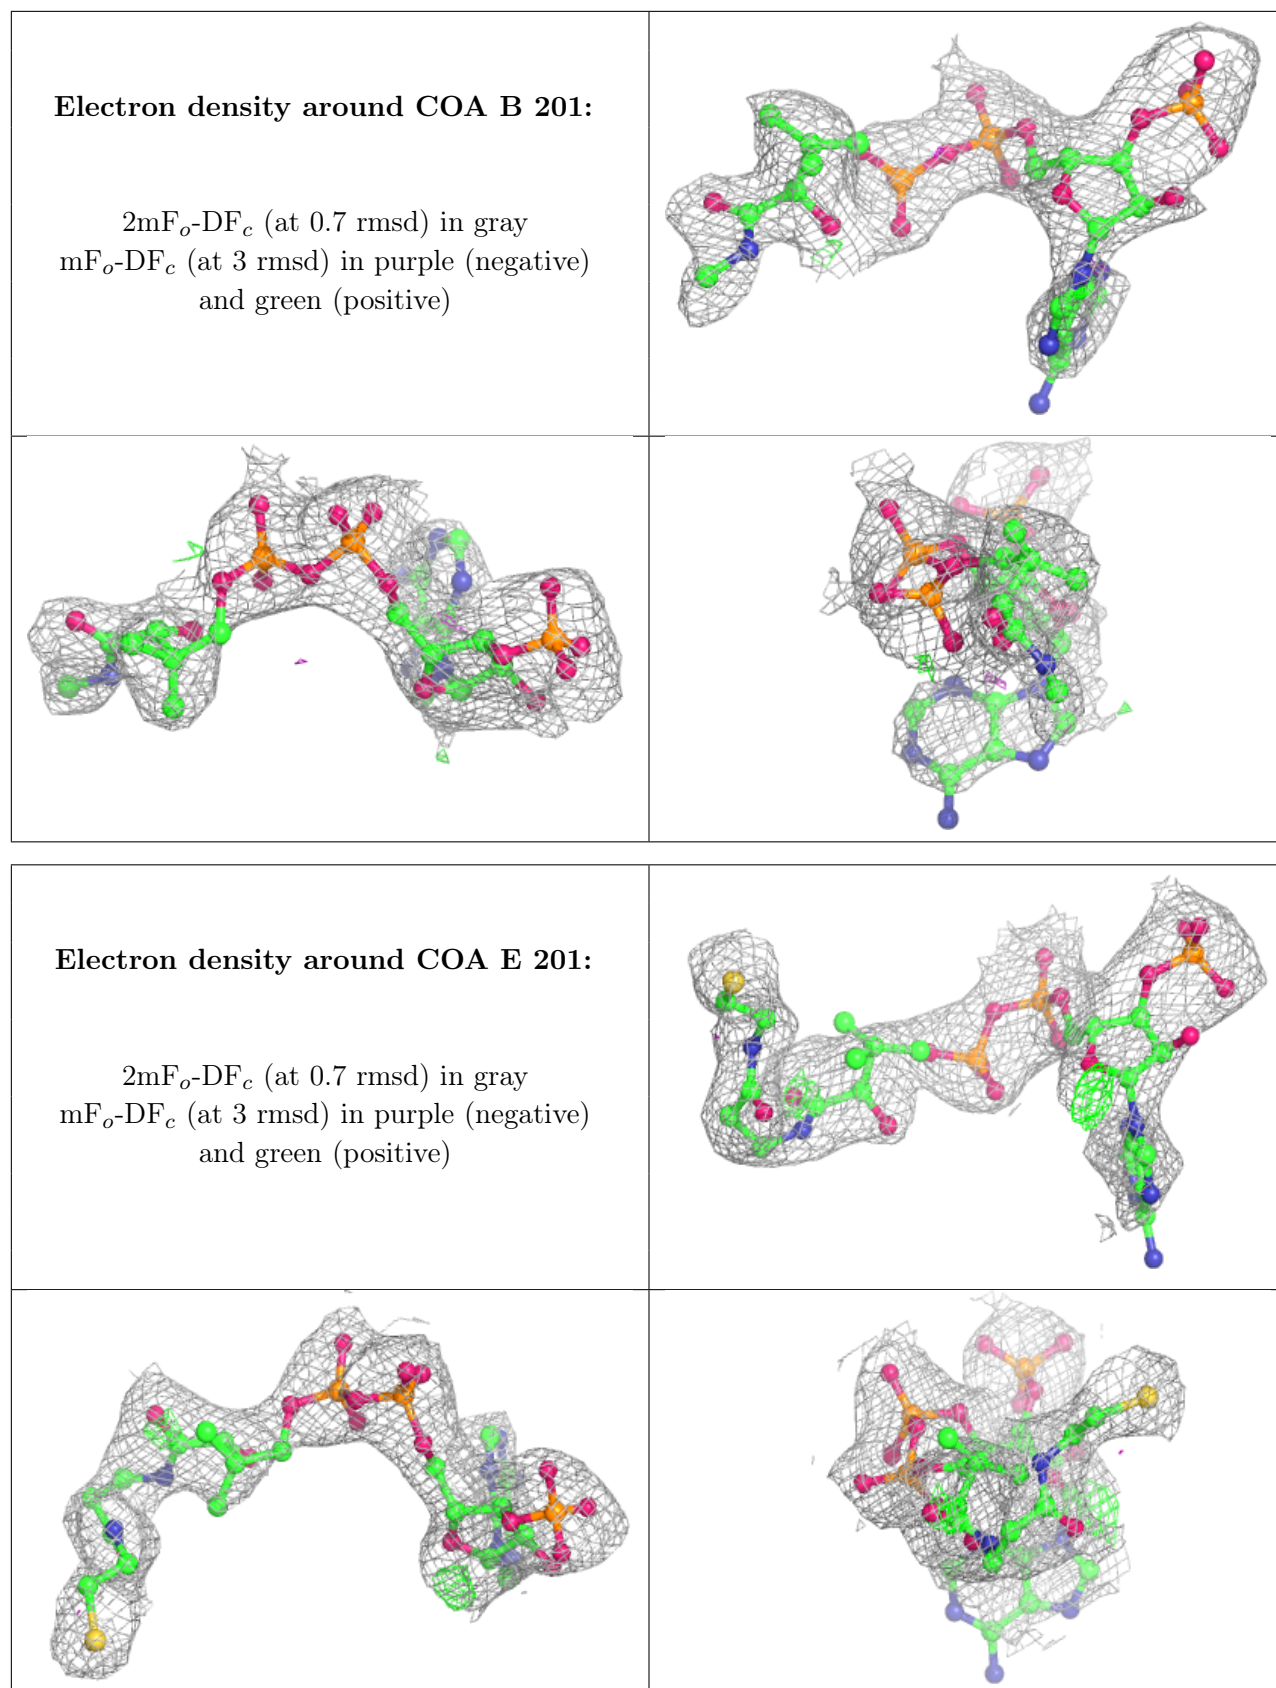 Electron density around COA B 201:
2mFo-DFc (at 0.7 rmsd) in gray
mFo-DFc (at 3 rmsd) in purple (negative)
and green (positive)
Electron density around COA E 201:
2mFo-DFc (at 0.7 rmsd) in gray
mFo-DFc (at 3 rmsd) in purple (negative)
and green (positive)